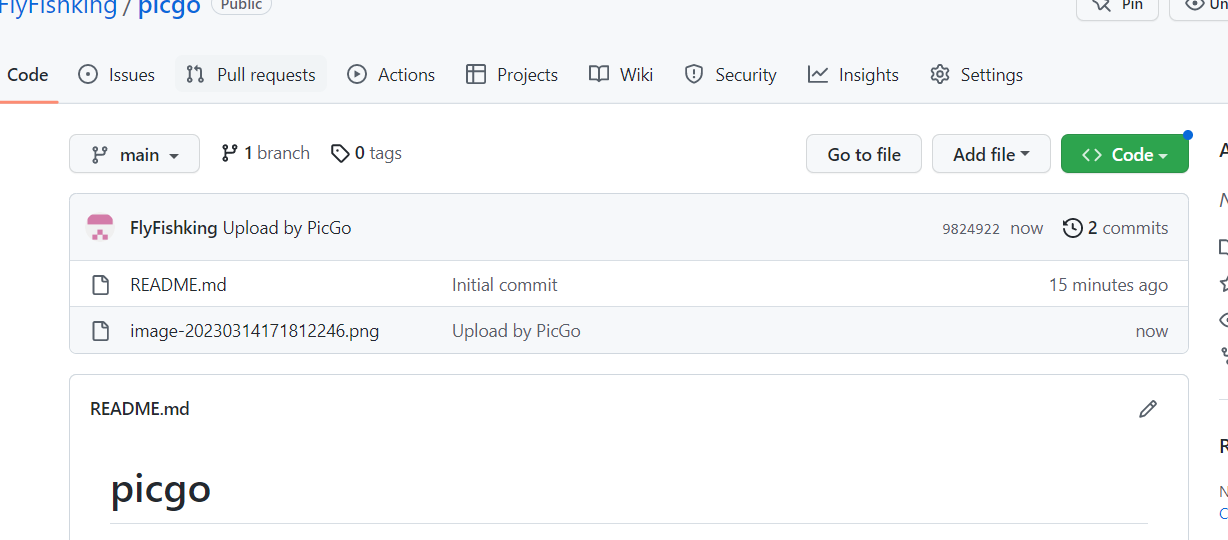 FlyFishking / picgo Public Pin
Code Issues Pull requests Actions Projects Wiki Security Insights Settings
main 1 branch 0 tags Go to file Add file Code
FlyFishking Upload by PicGo 9824922 now 2 commits
README.md Initial commit 15 minutes ago
image-20230314171812246.png Upload by PicGo now
README.md
picgo